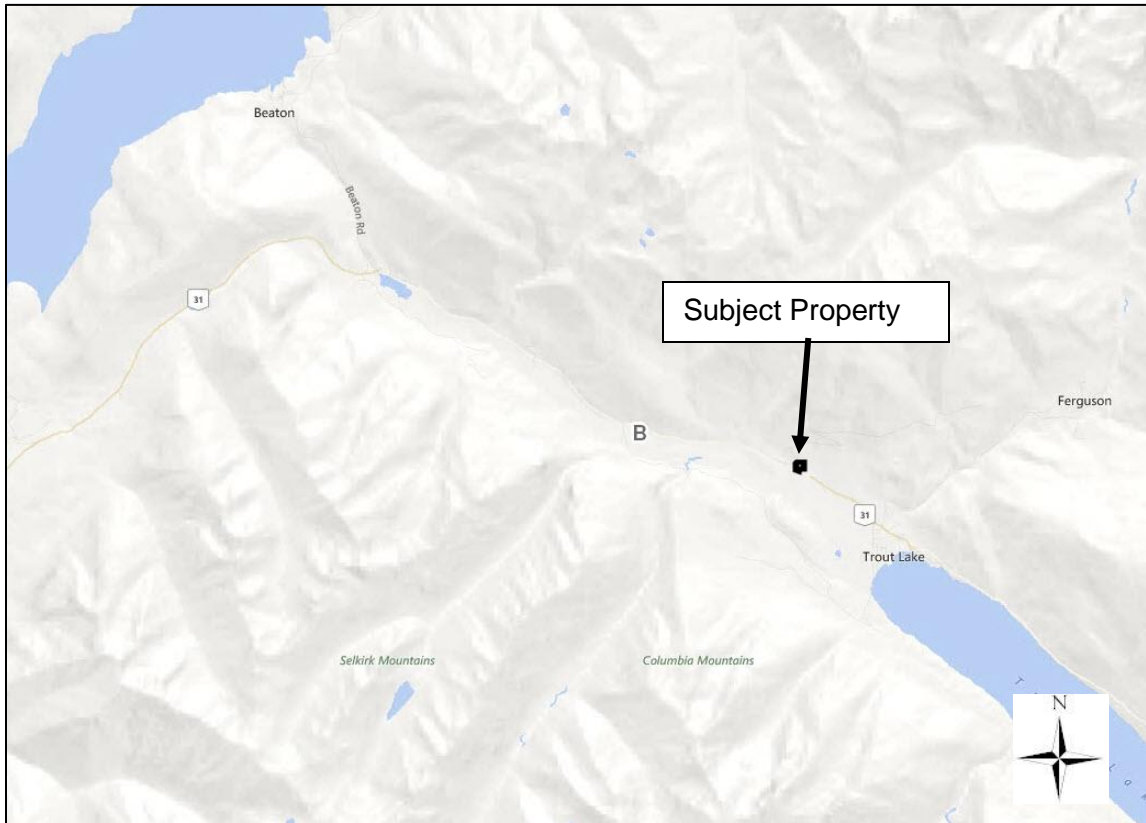 Beaton
Beaton Rd
31
Subject Property
Ferguson
B
31
Trout Lake
Selkirk Mountains
Columbia Mountains
T
N
L o